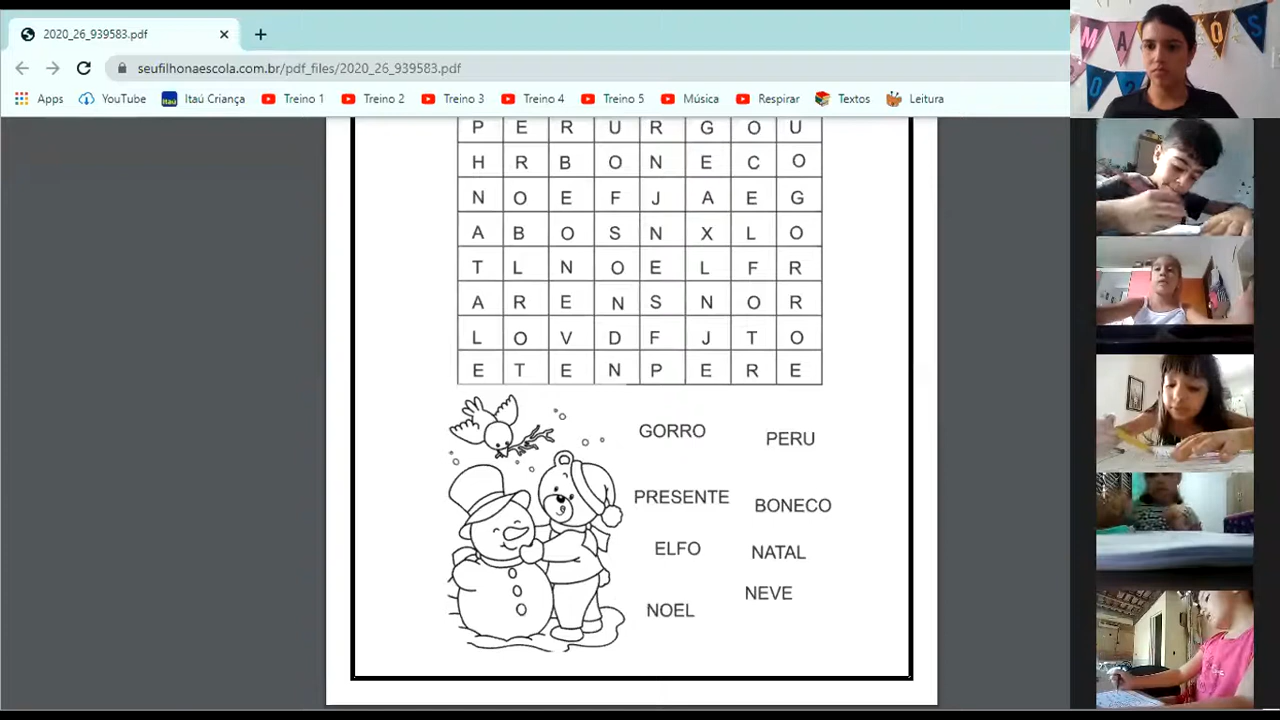 2020_26_939583.pdf
seufilhonaescola.com.br/pdf_files/2020_26_939583.pdf
Apps YouTube Itaú Itaú Criança Treino 1 Treino 2 Treino 3 Treino 4 Treino 5 Música Respirar Textos Leitura
P E R U R G O U
H R B O N E C O
N O E F J A E G
A B O S N X L O
T L N O E L F R
A R E N S N O R
L O V D F J T O
E T E N P E R E
GORRO PERU
PRESENTE BONECO
ELFO NATAL
NEVE
NOEL
M A Ó S